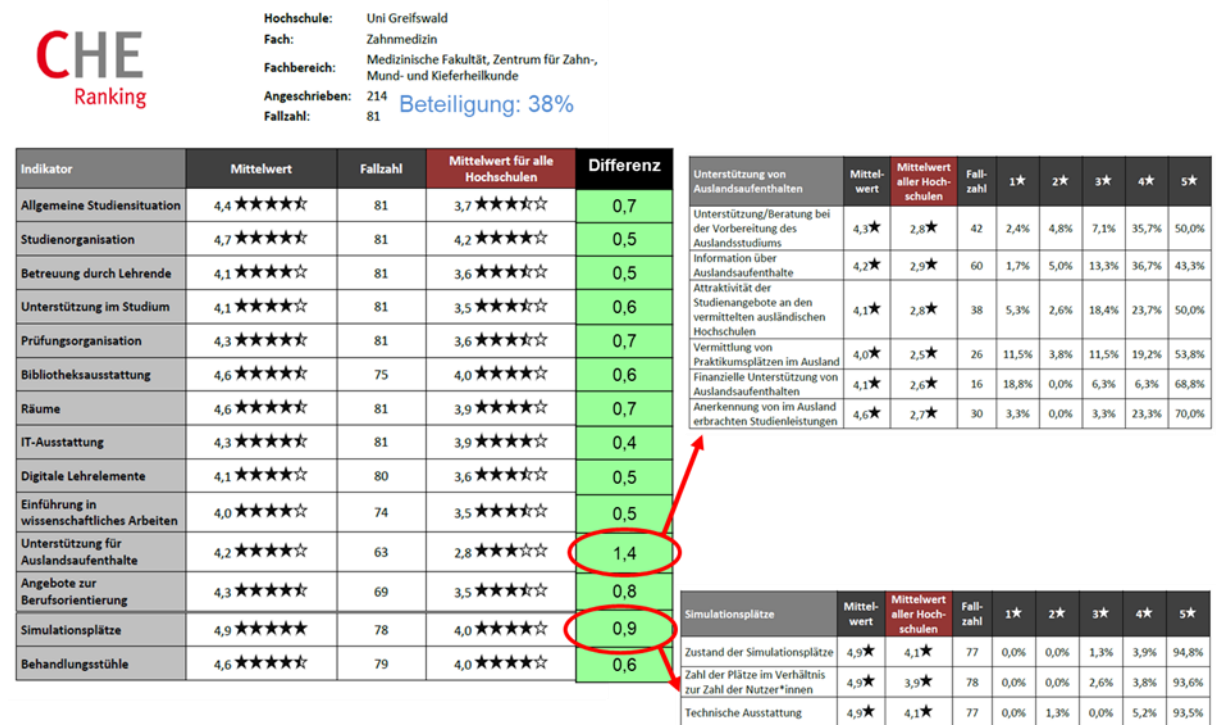 CHE
Ranking
Hochschule: Uni Greifswald
Fach: Zahnmedizin
Fachbereich: Medizinische Fakultät, Zentrum für Zahn-,
Mund- und Kieferheilkunde
Angeschrieben: 214
Fallzahl: 81
Beteiligung: 38%
Indikator Mittelwert Fallzahl Mittelwert für alle Hochschulen Differenz
Allgemeine Studiensituation 4,4 ★★★★⯪ 81 3,7 ★★★⯪☆ 0,7
Studienorganisation 4,7 ★★★★⯪ 81 4,2 ★★★★☆ 0,5
Betreuung durch Lehrende 4,1 ★★★★☆ 81 3,6 ★★★⯪☆ 0,5
Unterstützung im Studium 4,1 ★★★★☆ 81 3,5 ★★★⯪☆ 0,6
Prüfungsorganisation 4,3 ★★★★⯪ 81 3,6 ★★★⯪☆ 0,7
Bibliotheksausstattung 4,6 ★★★★⯪ 75 4,0 ★★★★☆ 0,6
Räume 4,6 ★★★★⯪ 81 3,9 ★★★★☆ 0,7
IT-Ausstattung 4,3 ★★★★⯪ 81 3,9 ★★★★☆ 0,4
Digitale Lehrelemente 4,1 ★★★★☆ 80 3,6 ★★★⯪☆ 0,5
Einführung in
wissenschaftliches Arbeiten 4,0 ★★★★☆ 74 3,5 ★★★⯪☆ 0,5
Unterstützung für
Auslandsaufenthalte 4,2 ★★★★☆ 63 2,8 ★★★☆☆ 1,4
Angebote zur
Berufsorientierung 4,3 ★★★★⯪ 69 3,5 ★★★⯪☆ 0,8
Simulationsplätze 4,9 ★★★★★ 78 4,0 ★★★★☆ 0,9
Behandlungsstühle 4,6 ★★★★⯪ 79 4,0 ★★★★☆ 0,6
Unterstützung von
Auslandsaufenthalten Mittel-
wert Mittelwert
aller Hoch-
schulen Fall-
zahl 1★ 2★ 3★ 4★ 5★
Unterstützung/Beratung bei
der Vorbereitung des
Auslandsstudiums 4,3★ 2,8★ 42 2,4% 4,8% 7,1% 35,7% 50,0%
Information über
Auslandsaufenthalte 4,2★ 2,9★ 60 1,7% 5,0% 13,3% 36,7% 43,3%
Attraktivität der
Studienangebote an den
vermittelten ausländischen
Hochschulen 4,1★ 2,8★ 38 5,3% 2,6% 18,4% 23,7% 50,0%
Vermittlung von
Praktikumsplätzen im Ausland 4,0★ 2,5★ 26 11,5% 3,8% 11,5% 19,2% 53,8%
Finanzielle Unterstützung von
Auslandsaufenthalten 4,1★ 2,6★ 16 18,8% 0,0% 6,3% 6,3% 68,8%
Anerkennung von im Ausland
erbrachten Studienleistungen 4,6★ 2,7★ 30 3,3% 0,0% 3,3% 23,3% 70,0%
Simulationsplätze Mittel-
wert Mittelwert
aller Hoch-
schulen Fall-
zahl 1★ 2★ 3★ 4★ 5★
Zustand der Simulationsplätze 4,9★ 4,1★ 77 0,0% 0,0% 1,3% 3,9% 94,8%
Zahl der Plätze im Verhältnis
zur Zahl der Nutzer*innen 4,9★ 3,9★ 78 0,0% 0,0% 2,6% 3,8% 93,6%
Technische Ausstattung 4,9★ 4,1★ 77 0,0% 1,3% 0,0% 5,2% 93,5%